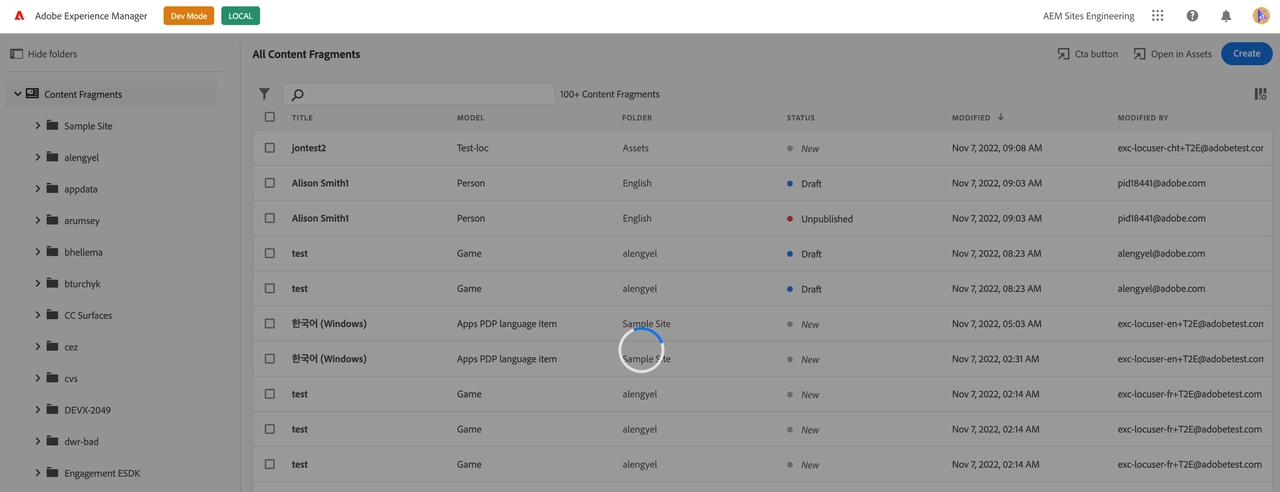 Adobe Experience Manager Dev Mode LOCAL AEM Sites Engineering
Hide folders
All Content Fragments Cta button Open in Assets Create
Content Fragments
100+ Content Fragments
TITLE MODEL FOLDER STATUS MODIFIED MODIFIED BY
Sample Site
alengyel
appdata
arumsey
bhellema
bturchyk
CC Surfaces
cez
cvs
DEVX-2049
dwr-bad
Engagement ESDK
jontest2 Test-loc Assets New Nov 7, 2022, 09:08 AM exc-locuser-cht+T2E@adobetest.cor
Alison Smith1 Person English Draft Nov 7, 2022, 09:03 AM pid18441@adobe.com
Alison Smith1 Person English Unpublished Nov 7, 2022, 09:03 AM pid18441@adobe.com
test Game alengyel Draft Nov 7, 2022, 08:23 AM alengyel@adobe.com
test Game alengyel Draft Nov 7, 2022, 08:23 AM alengyel@adobe.com
한국어 (Windows) Apps PDP language item Sample Site New Nov 7, 2022, 05:03 AM exc-locuser-en+T2E@adobetest.con
한국어 (Windows) Apps PDP language item Sample Site New Nov 7, 2022, 02:31 AM exc-locuser-en+T2E@adobetest.con
test Game alengyel New Nov 7, 2022, 02:14 AM exc-locuser-fr+T2E@adobetest.com
test Game alengyel New Nov 7, 2022, 02:14 AM exc-locuser-fr+T2E@adobetest.com
test Game alengyel New Nov 7, 2022, 02:14 AM exc-locuser-fr+T2E@adobetest.com